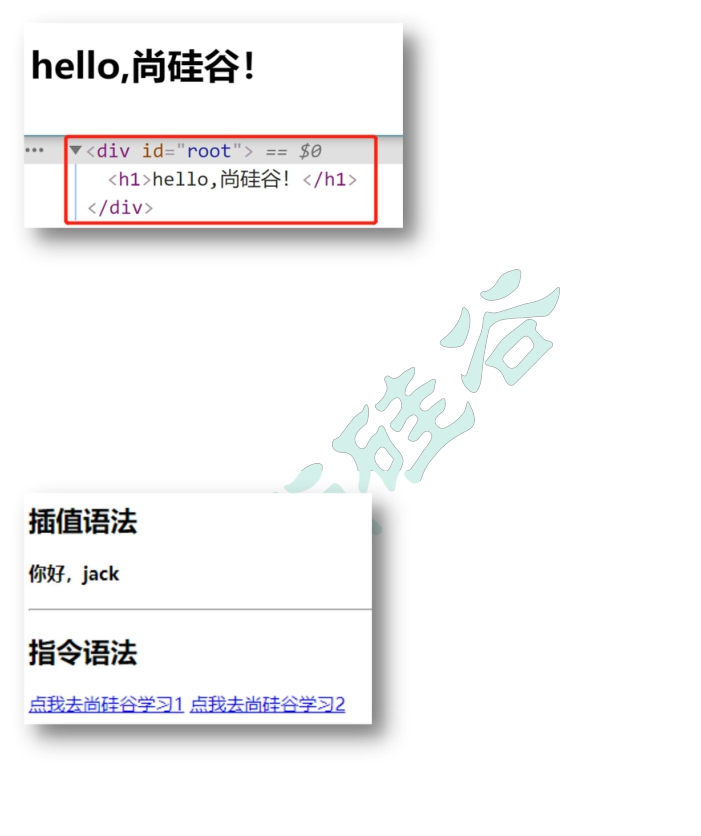 hello,尚硅谷!
... ▼<div id="root"> == $0
<h1>hello,尚硅谷! </h1>
</div>
硅谷
插值语法
你好，jack
指令语法
点我去尚硅谷学习1 点我去尚硅谷学习2